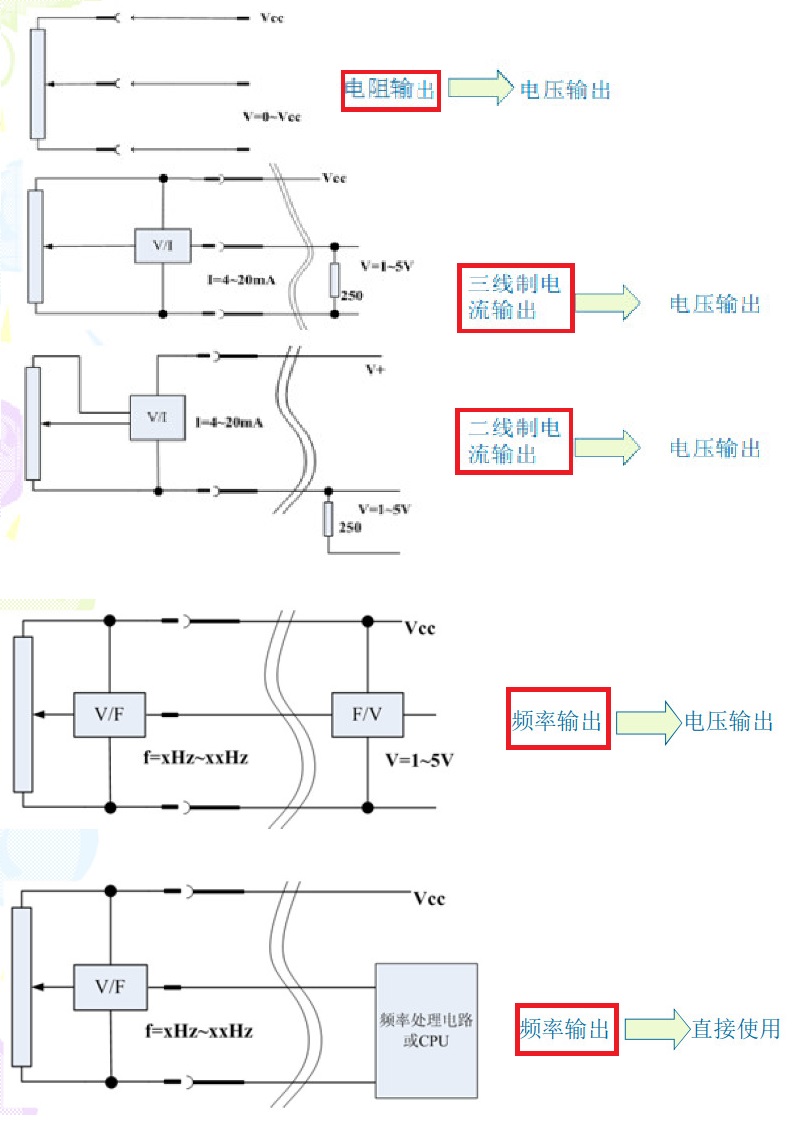 Vcc
电阻输出
电压输出
V=0~Vcc
Vcc
V/I
V=1~5V
I=4~20mA
250
三线制电
流输出
电压输出
V+
V/I
I=4~20mA
二线制电
流输出
电压输出
V=1~5V
250
Vcc
V/F
F/V
频率输出
电压输出
f=xHz~xxHz
V=1~5V
Vcc
V/F
f=xHz~xxHz
频率处理电路
或CPU
频率输出
直接使用